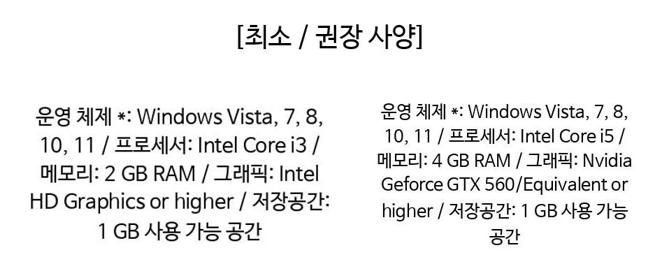 [최소 / 권장 사양]
운영 체제 *: Windows Vista, 7, 8,
10, 11 / 프로세서: Intel Core i3 /
메모리: 2 GB RAM / 그래픽: Intel
HD Graphics or higher / 저장공간:
1 GB 사용 가능 공간
운영 체제 *: Windows Vista, 7, 8,
10, 11 / 프로세서: Intel Core i5 /
메모리: 4 GB RAM / 그래픽: Nvidia
Geforce GTX 560/Equivalent or
higher / 저장공간: 1 GB 사용 가능
공간